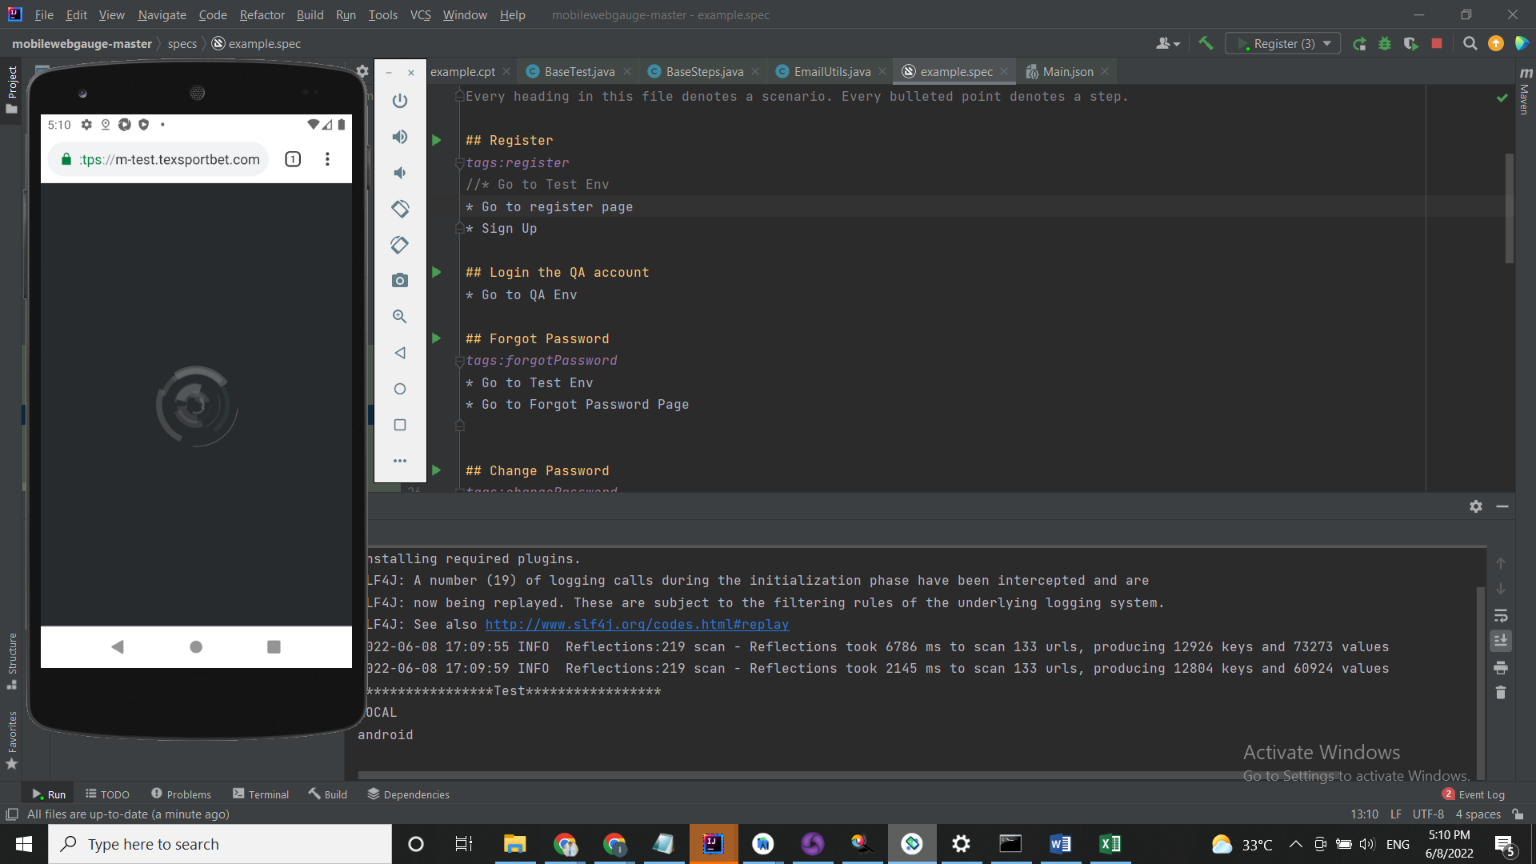 File Edit View Navigate Code Refactor Build Run Tools VCS Window Help mobilewebgauge-master - example.spec
mobilewebgauge-master specs example.spec Register (3)
example.cpt BaseTest.java BaseSteps.java EmailUtils.java example.spec Main.json
Project
Maven
Structure
Favorites
5:10
:tps://m-test.texsportbet.com 1
Every heading in this file denotes a scenario. Every bulleted point denotes a step.
## Register
tags:register
//* Go to Test Env
* Go to register page
* Sign Up
## Login the QA account
* Go to QA Env
## Forgot Password
tags:forgotPassword
* Go to Test Env
* Go to Forgot Password Page
## Change Password
tags:changePassword
nstalling required plugins.
LF4J: A number (19) of logging calls during the initialization phase have been intercepted and are
LF4J: now being replayed. These are subject to the filtering rules of the underlying logging system.
LF4J: See also http://www.slf4j.org/codes.html#replay
022-06-08 17:09:55 INFO  Reflections:219 scan - Reflections took 6786 ms to scan 133 urls, producing 12926 keys and 73273 values
022-06-08 17:09:59 INFO  Reflections:219 scan - Reflections took 2145 ms to scan 133 urls, producing 12804 keys and 60924 values
****************Test*****************
OCAL
android
Activate Windows
Go to Settings to activate Windows.
Run TODO Problems Terminal Build Dependencies 2 Event Log
All files are up-to-date (a minute ago) 13:10 LF UTF-8 4 spaces
Type here to search 33°C ENG 5:10 PM
6/8/2022 5